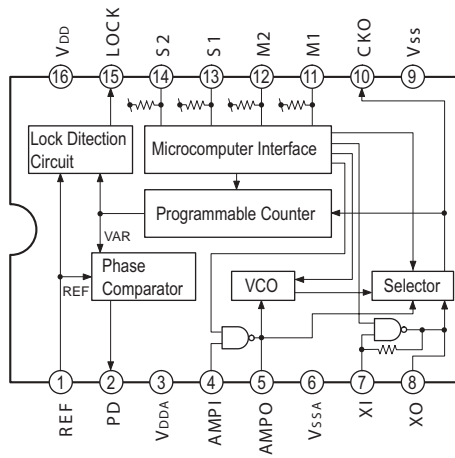 VDD
LOCK
S2
S1
M2
M1
CKO
Vss
16
15
14
13
12
11
10
9
Lock Ditection
Circuit
Microcomputer Interface
Programmable Counter
VAR
Phase
Comparator
REF
VCO
Selector
1
2
3
4
5
6
7
8
REF
PD
VDDA
AMPI
AMPO
VSSA
XI
XO